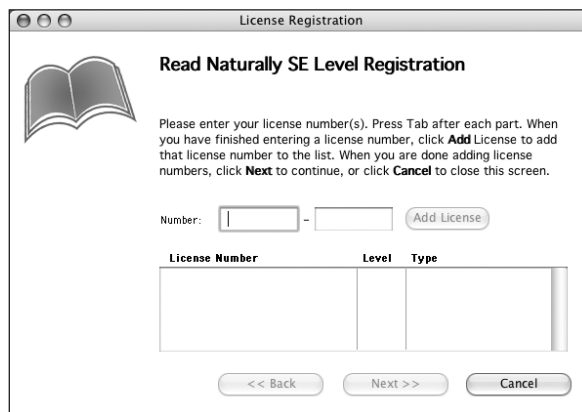 License Registration
Read Naturally SE Level Registration
Please enter your license number(s). Press Tab after each part. When
you have finished entering a license number, click Add License to add
that license number to the list. When you are done adding license
numbers, click Next to continue, or click Cancel to close this screen.
Number: - Add License
License Number Level Type
<< Back Next >> Cancel